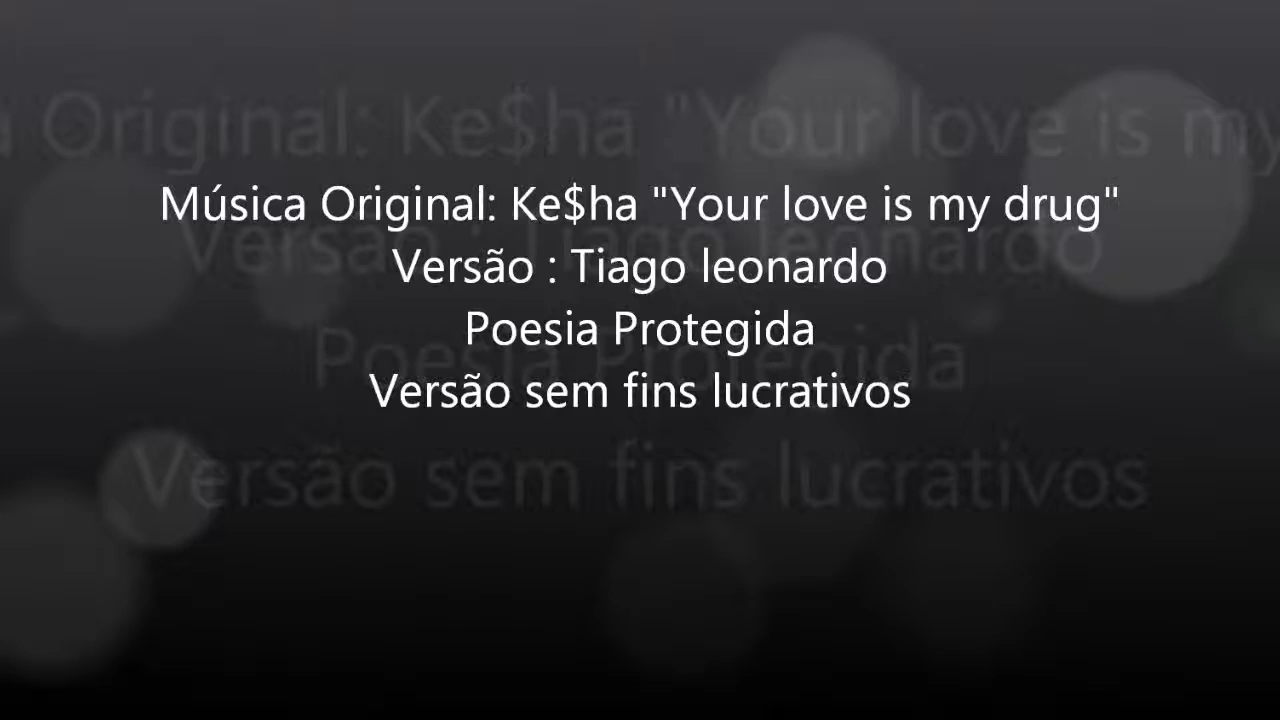 Música Original: Ke$ha "Your love is my drug"
Versão : Tiago leonardo
Poesia Protegida
Versão sem fins lucrativos